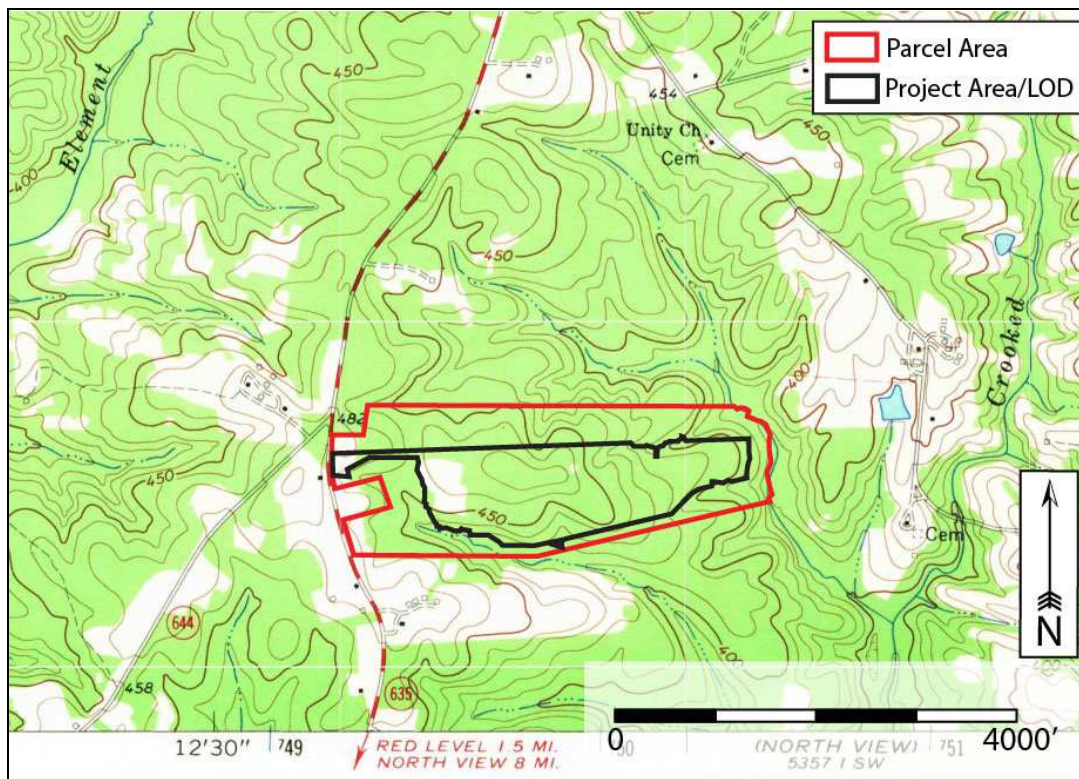 Parcel Area
Project Area/LOD
Element
450
454
450
Unity Ch
Cem
400
450
Crooked
400
482
450
450
Cem
N
644
400
635
458
0
4000'
12'30"
749
RED LEVEL 1.5 MI.
NORTH VIEW 8 MI.
(NORTH VIEW)
751
5357 I SW